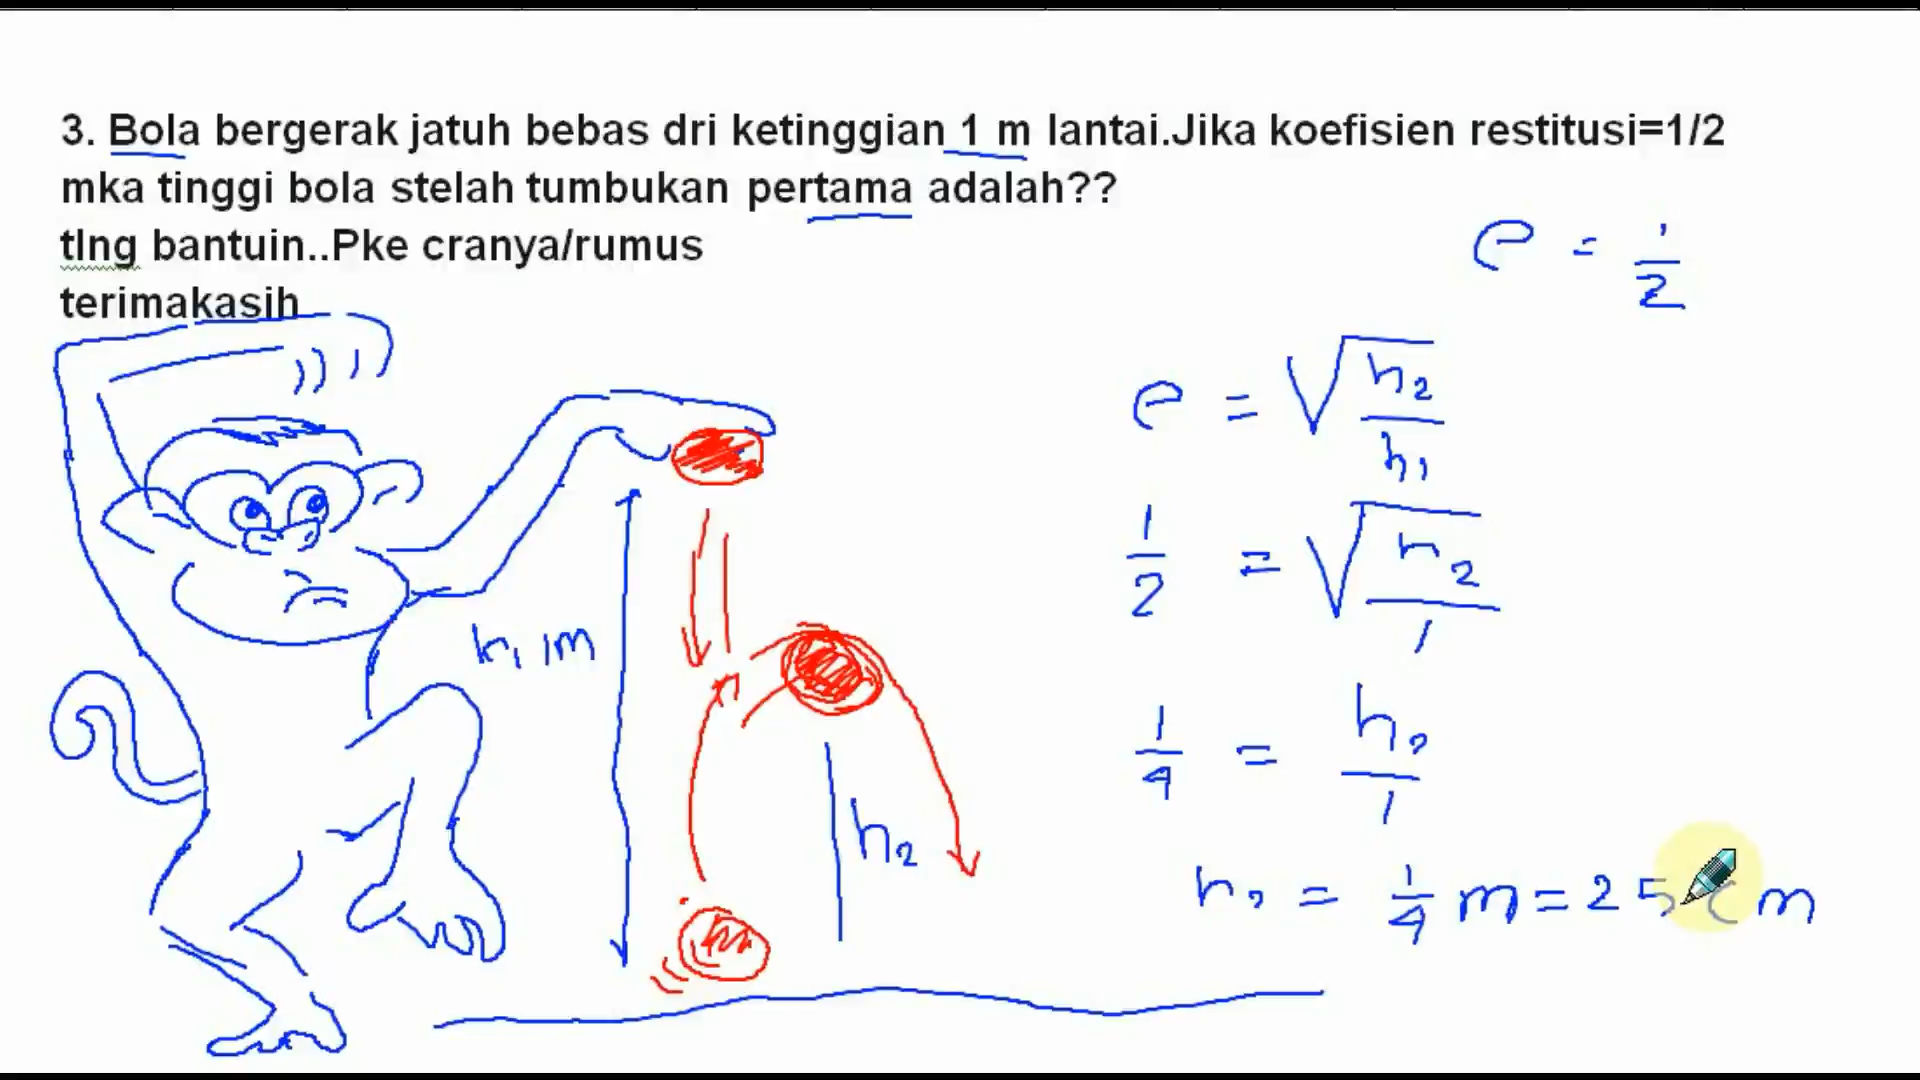 3. Bola bergerak jatuh bebas dri ketinggian 1 m lantai.Jika koefisien restitusi=1/2
mka tinggi bola stelah tumbukan pertama adalah??
tlng bantuin..Pke cranya/rumus
terimakasih
e = 1/2
e = √h2/h1
1/2 = √h2/1
h1 1m
1/4 = h2/1
h2
h2 = 1/4 m = 25 cm